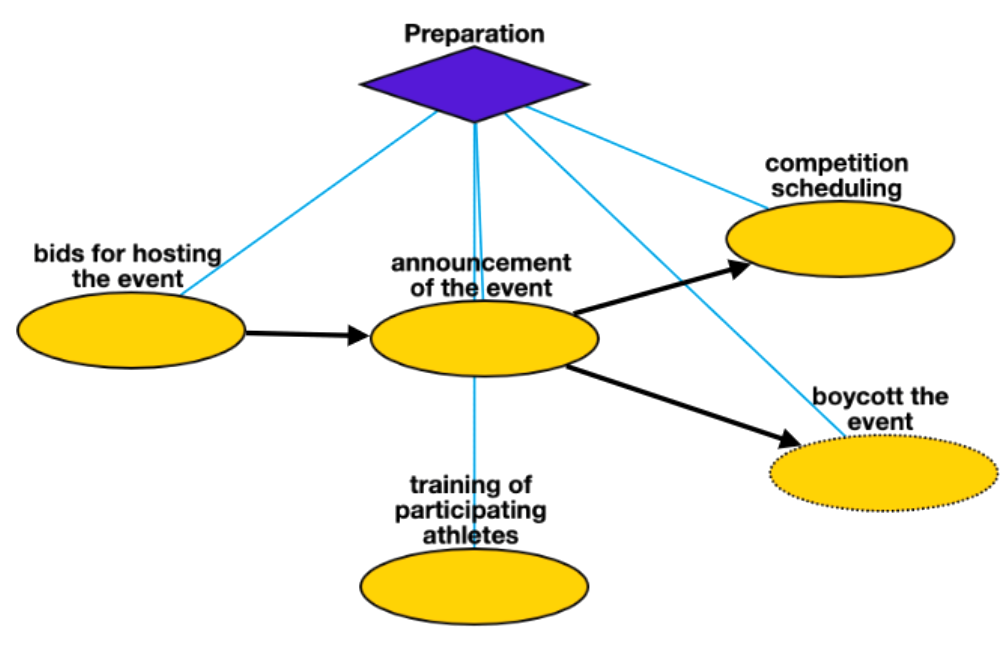 Preparation
competition
scheduling
bids for hosting
the event
announcement
of the event
boycott the
event
training of
participating
athletes